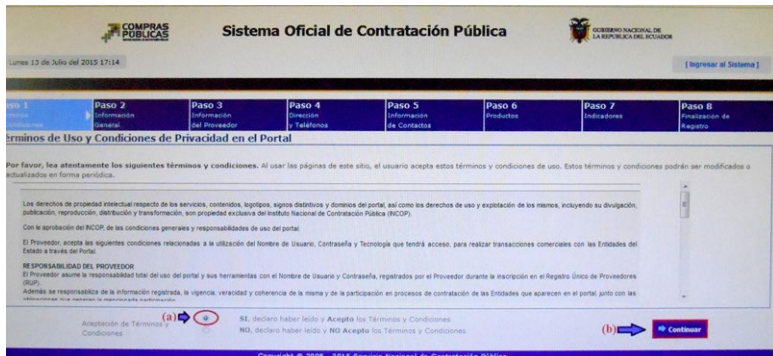 COMPRAS
PÚBLICAS
Sistema Oficial de Contratación Pública
GOBIERNO NACIONAL DE
LA REPUBLICA DEL ECUADOR
Lunes 13 de Julio del 2015 17:14
[ Ingresar al Sistema ]
Paso 2
Información
General
Paso 3
Información
del Proveedor
Paso 4
Dirección
y Teléfonos
Paso 5
Información
de Contactos
Paso 6
Productos
Paso 7
Indicadores
Paso 8
Finalización de
Registro
érminos de Uso y Condiciones de Privacidad en el Portal
Por favor, lea atentamente los siguientes términos y condiciones. Al usar las páginas de este sitio, el usuario acepta estos términos y condiciones de uso. Estos términos y condiciones podrán ser modificados o
actualizados en forma periódica.
Los derechos de propiedad intelectual respecto de los servicios, contenidos, logotipos, signos distintivos y dominios del portal, así como los derechos de uso y explotación de los mismos, incluyendo su divulgación,
publicación, reproducción, distribución y transformación, son propiedad exclusiva del Instituto Nacional de Contratación Pública (INCOP).
Con la aprobación del INCOP, de las condiciones generales y responsabilidades de uso del portal.
El Proveedor, acepta las siguientes condiciones relacionadas a la utilización del Nombre de Usuario, Contraseña y Tecnología que tendrá acceso, para realizar transacciones comerciales con las Entidades del
Estado a través del Portal.
RESPONSABILIDAD DEL PROVEEDOR
El Proveedor asume la responsabilidad total del uso del portal y sus herramientas con el Nombre de Usuario y Contraseña, registrados por el Proveedor durante la inscripción en el Registro Único de Proveedores
(RUP).
Además se responsabiliza de la información registrada, la vigencia, veracidad y coherencia de la misma y de la participación en procesos de contratación de las Entidades que aparecen en el portal, junto con las
(a)
Aceptación de Términos y
Condiciones
SI, declaro haber leído y Acepto los Términos y Condiciones
NO, declaro haber leído y NO Acepto los Términos y Condiciones
(b)
Continuar
Copyright © 2008 - 2015 Servicio Nacional de Contratación Pública